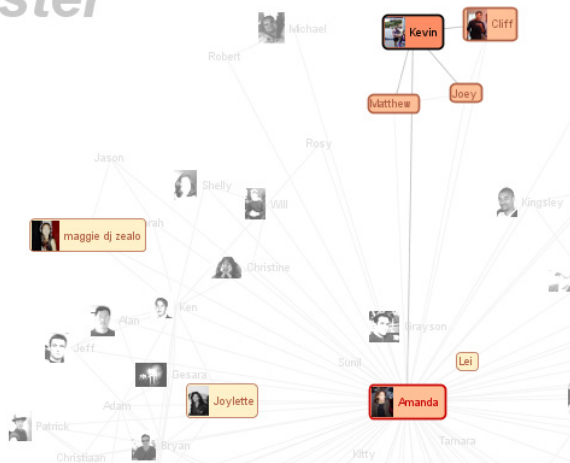 ster
Michael
Kevin
Cliff
Robert
Matthew
Joey
Rosy
Jason
Shelly
Will
Kingsley
rah
maggie dj zealo
Christine
Ken
Alan
Grayson
Jeff
Sunil
Lei
Gesara
Adam
Joylette
Amanda
Patrick
Bryan
Tamara
Christiaan
Kitty